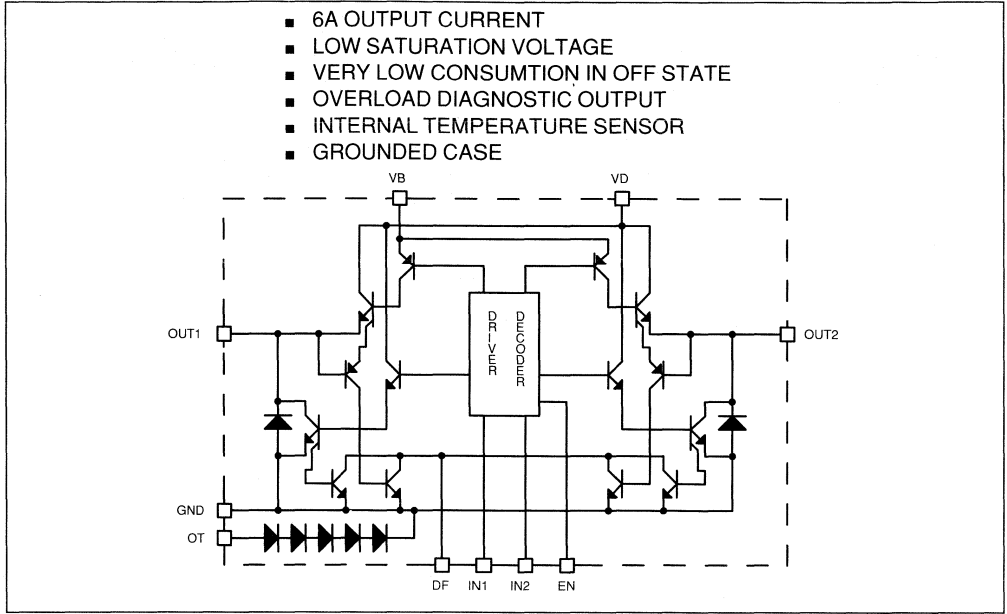 ■ 6A OUTPUT CURRENT
■ LOW SATURATION VOLTAGE
■ VERY LOW CONSUMTION IN OFF STATE
■ OVERLOAD DIAGNOSTIC OUTPUT
■ INTERNAL TEMPERATURE SENSOR
■ GROUNDED CASE
VB VD
OUT1 DRIVER DECODER OUT2
GND
OT
DF IN1 IN2 EN